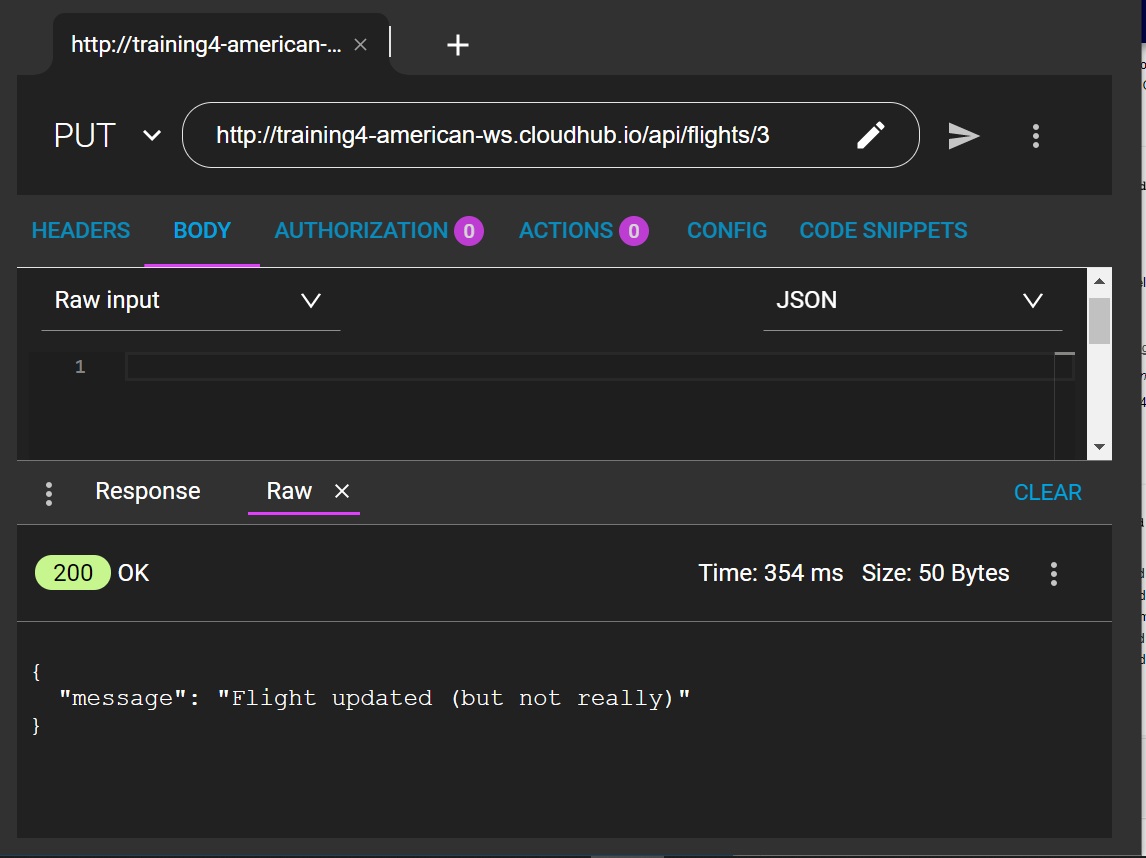 http://training4-american-...
PUT
http://training4-american-ws.cloudhub.io/api/flights/3
HEADERS BODY AUTHORIZATION 0 ACTIONS 0 CONFIG CODE SNIPPETS
Raw input JSON
1
Response Raw CLEAR
200 OK Time: 354 ms Size: 50 Bytes
{
"message": "Flight updated (but not really)"
}